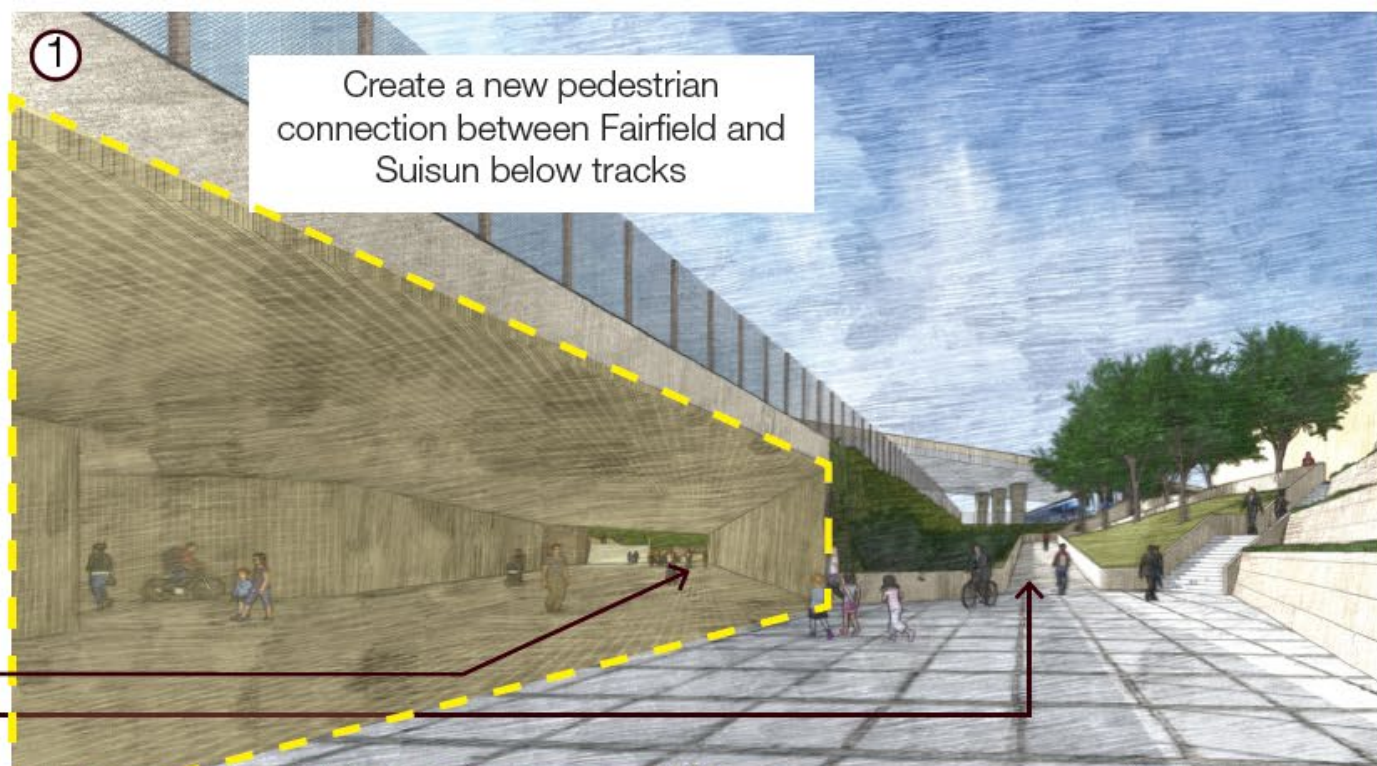 1
Create a new pedestrian
connection between Fairfield and
Suisun below tracks